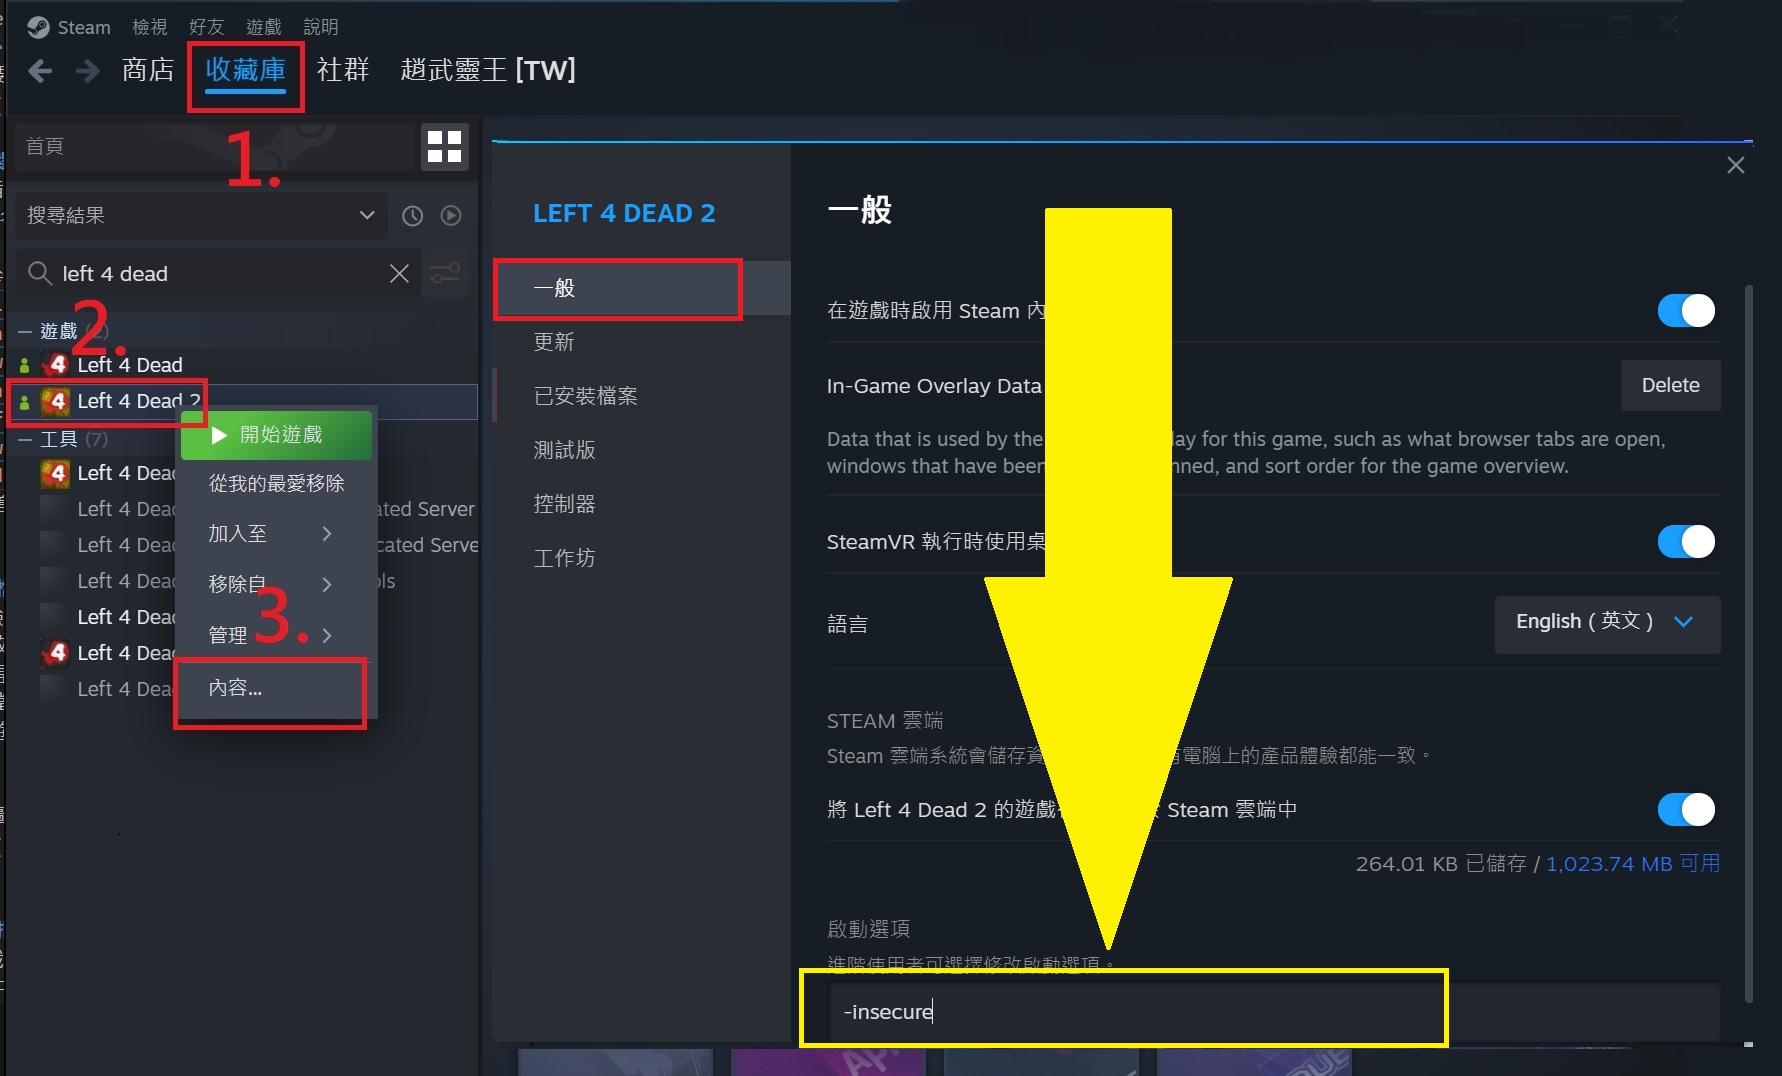 Steam 檢視 好友 遊戲 說明
商店 收藏庫 社群 趙武靈王 [TW]
首頁
1.
搜尋結果
left 4 dead
2.
遊戲
Left 4 Dead
Left 4 Dead 2
工具 (7)
Left 4 Dead
Left 4 Dead
cated Server
Left 4 Dead
cated Serve
Left 4 Dead
ols
Left 4 Dead
Left 4 Dead
Left 4 Dead
開始遊戲
從我的最愛移除
加入至
移除自
3.
管理
內容...
LEFT 4 DEAD 2
一般
更新
已安裝檔案
測試版
控制器
工作坊
一般
在遊戲時啟用 Steam 內
In-Game Overlay Data
Delete
Data that is used by the lay for this game, such as what browser tabs are open,
windows that have been nned, and sort order for the game overview.
SteamVR 執行時使用桌
語言
English ( 英文 )
STEAM 雲端
Steam 雲端系統會儲存資 電腦上的產品體驗都能一致。
將 Left 4 Dead 2 的遊戲 Steam 雲端中
264.01 KB 已儲存 / 1,023.74 MB 可用
啟動選項
進階使用者可選擇修改啟動選項。
-insecure